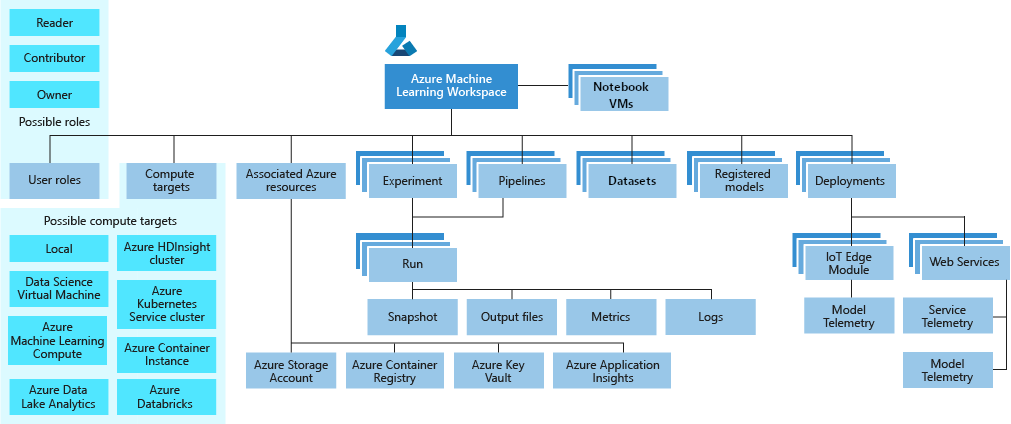 Reader
Contributor
Owner
Possible roles
User roles
Azure Machine
Learning Workspace
Notebook
VMs
Compute
targets
Associated Azure
resources
Experiment
Pipelines
Datasets
Registered
models
Deployments
Possible compute targets
Local
Azure HDInsight
cluster
Data Science
Virtual Machine
Azure
Kubernetes
Service cluster
Azure
Machine Learning
Compute
Azure Container
Instance
Azure Data
Lake Analytics
Azure
Databricks
Run
IoT Edge
Module
Web Services
Snapshot
Output files
Metrics
Logs
Model
Telemetry
Service
Telemetry
Azure Storage
Account
Azure Container
Registry
Azure Key
Vault
Azure Application
Insights
Model
Telemetry